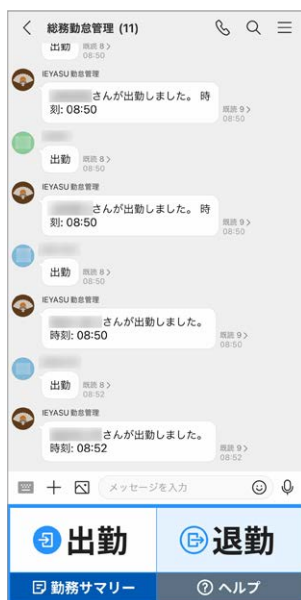 総務勤怠管理 (11)
出勤 既読 8 >
08:50
IEYASU勤怠管理
さんが出勤しました。 時
刻: 08:50 既読 9 >
08:50
出勤 既読 8 >
08:50
IEYASU勤怠管理
さんが出勤しました。 時
刻: 08:50 既読 9 >
08:50
出勤 既読 8 >
08:50
IEYASU勤怠管理
さんが出勤しました。
時刻: 08:50 既読 9 >
08:50
出勤 既読 8 >
08:52
IEYASU勤怠管理
さんが出勤しました。
時刻: 08:52 既読 9 >
08:52
メッセージを入力
出勤 退勤
勤務サマリー ヘルプ